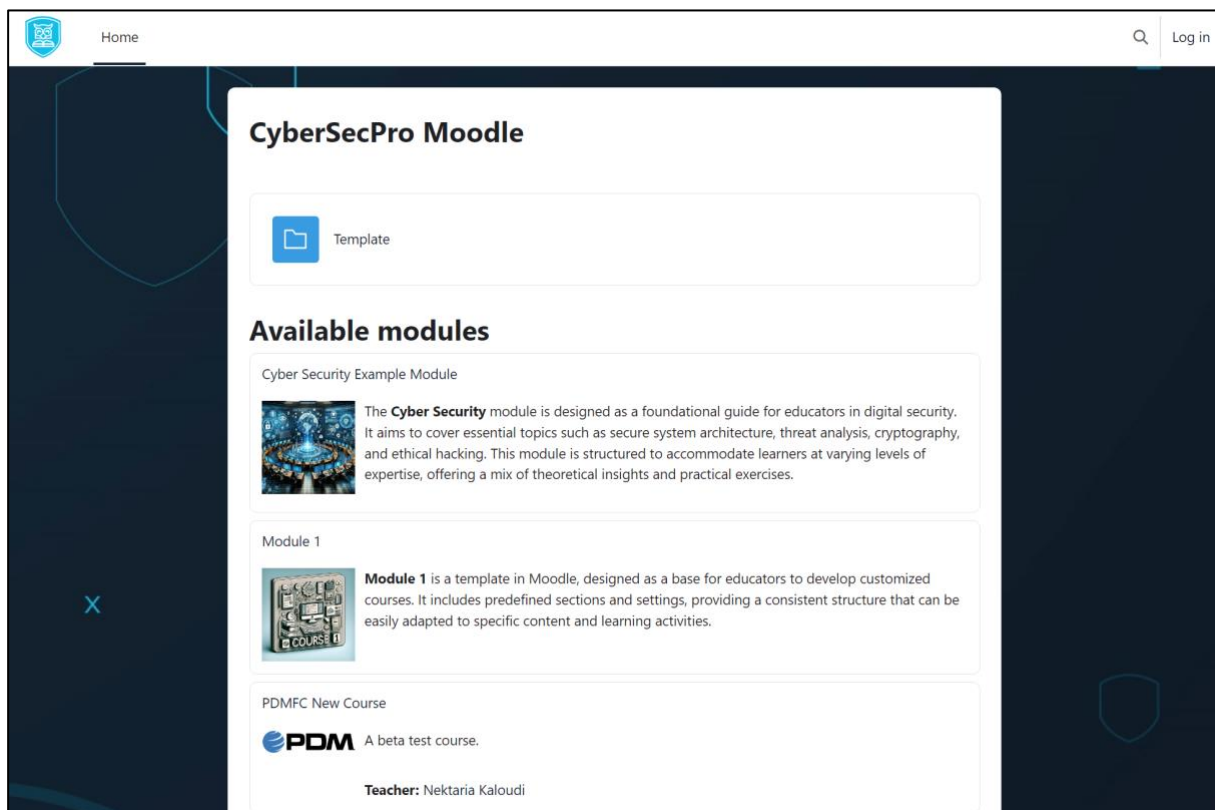 Home
Log in
CyberSecPro Moodle
Template
Available modules
Cyber Security Example Module
The Cyber Security module is designed as a foundational guide for educators in digital security.
It aims to cover essential topics such as secure system architecture, threat analysis, cryptography,
and ethical hacking. This module is structured to accommodate learners at varying levels of
expertise, offering a mix of theoretical insights and practical exercises.
Module 1
COURSE
Module 1 is a template in Moodle, designed as a base for educators to develop customized
courses. It includes predefined sections and settings, providing a consistent structure that can be
easily adapted to specific content and learning activities.
PDMFC New Course
PDM
A beta test course.
Teacher: Nektaria Kaloudi